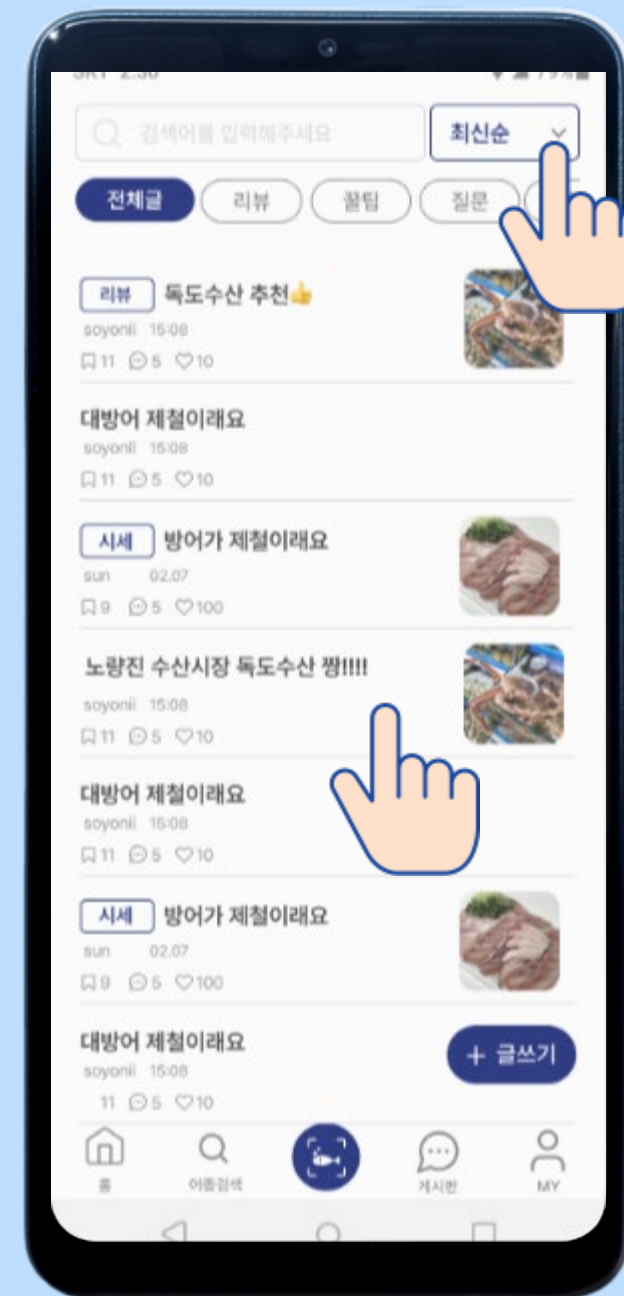 검색어를 입력해주세요
최신순
전체글 리뷰 꿀팁 질문
리뷰 독도수산 추천👍
soyonii 15:08
11 5 10
대방어 제철이래요
soyonii 15:08
11 5 10
시세 방어가 제철이래요
sun 02.07
9 5 100
노량진 수산시장 독도수산 짱!!!!
soyonii 15:08
11 5 10
대방어 제철이래요
soyonii 15:08
11 5 10
시세 방어가 제철이래요
sun 02.07
9 5 100
대방어 제철이래요
soyonii 15:08
11 5 10
+ 글쓰기
홈 어종검색 게시판 MY